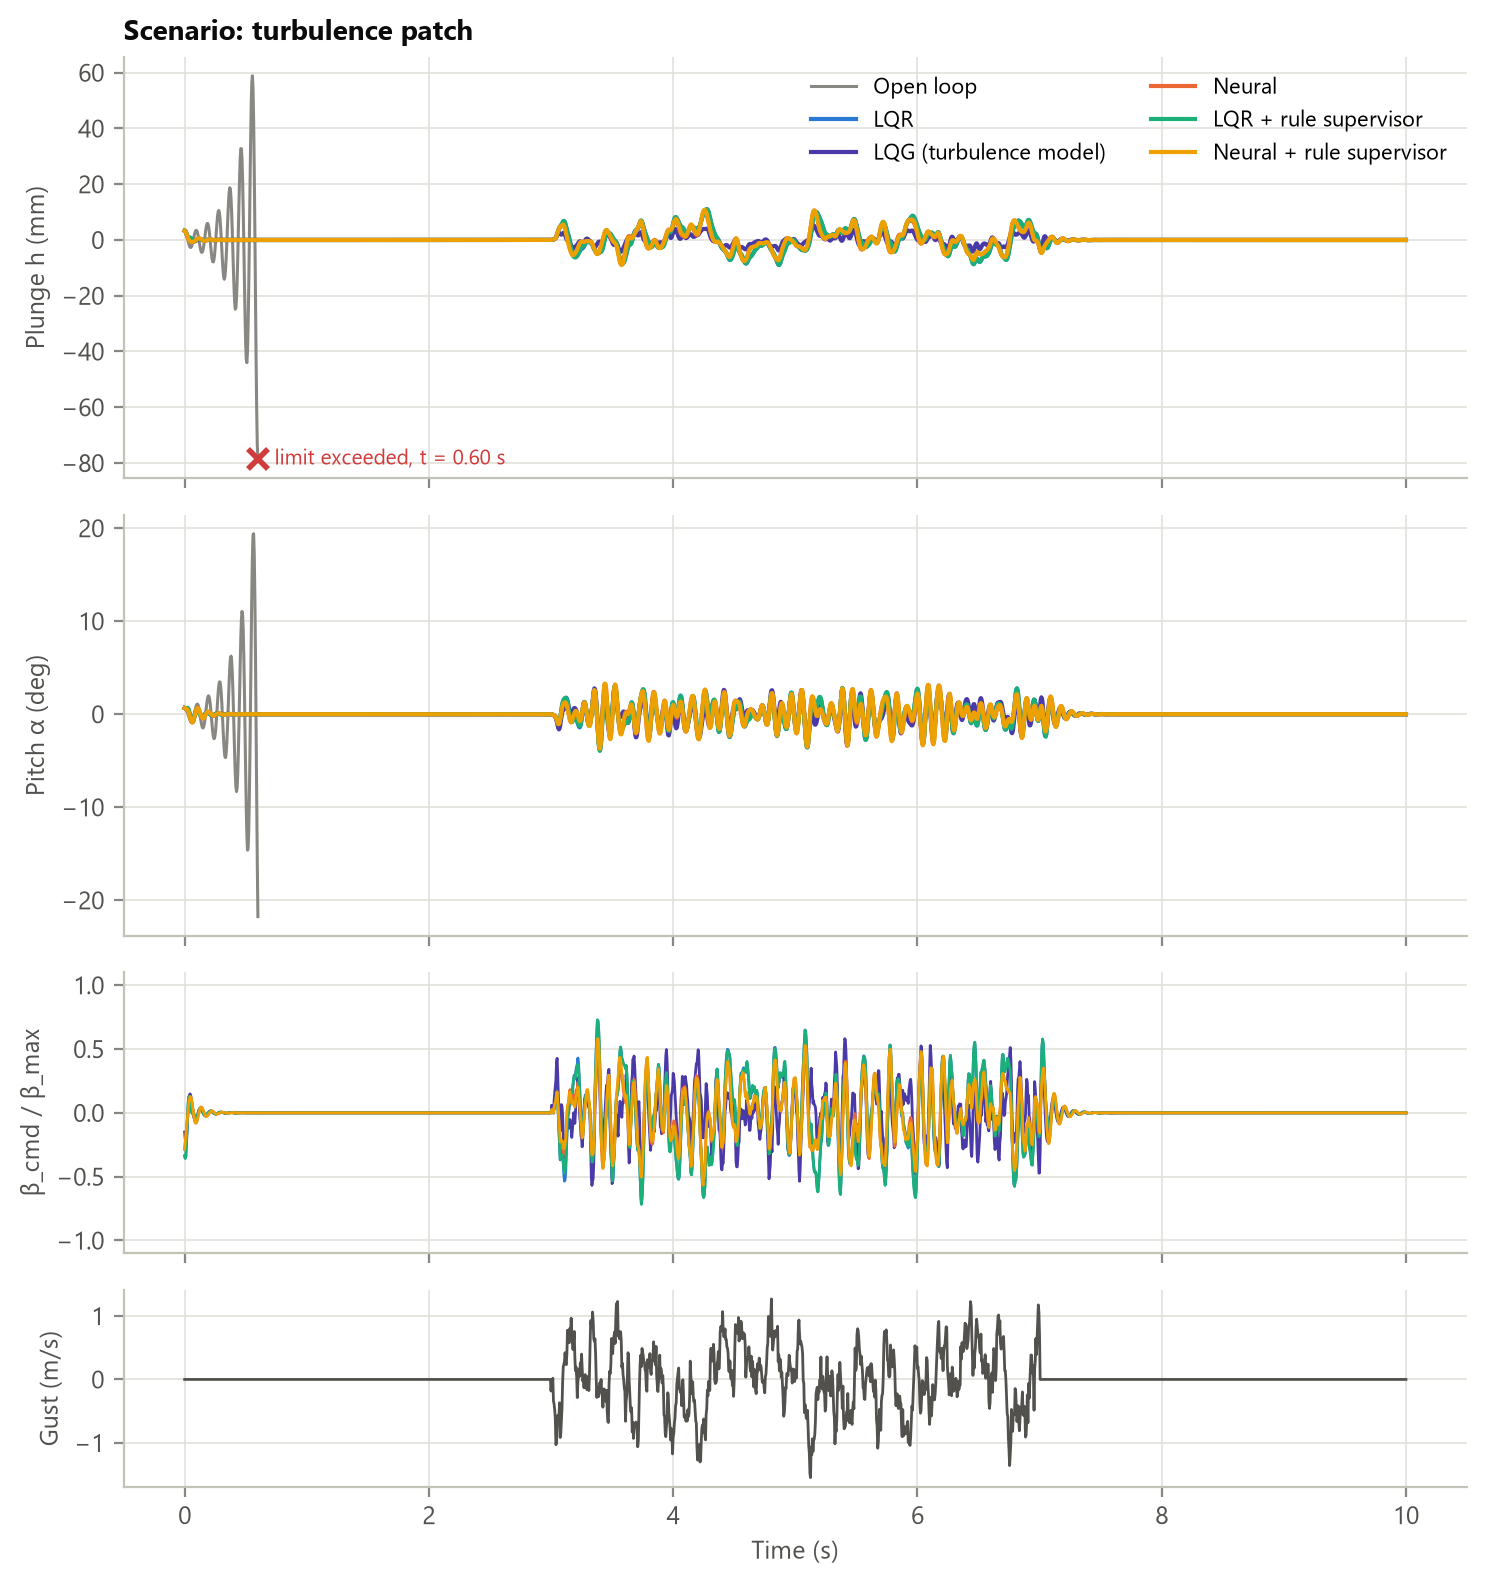 Scenario: turbulence patch
Open loop
LQR
LQG (turbulence model)
Neural
LQR + rule supervisor
Neural + rule supervisor
60
40
20
0
−20
−40
−60
−80
Plunge h (mm)
limit exceeded, t = 0.60 s
20
10
0
−10
−20
Pitch α (deg)
1.0
0.5
0.0
−0.5
−1.0
β_cmd / β_max
1
0
−1
Gust (m/s)
0 2 4 6 8 10
Time (s)